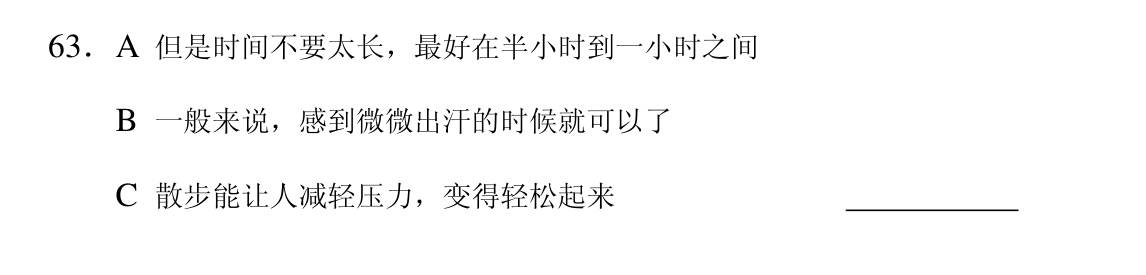 63． A 但是时间不要太长，最好在半小时到一小时之间
B 一般来说，感到微微出汗的时候就可以了
C 散步能让人减轻压力，变得轻松起来